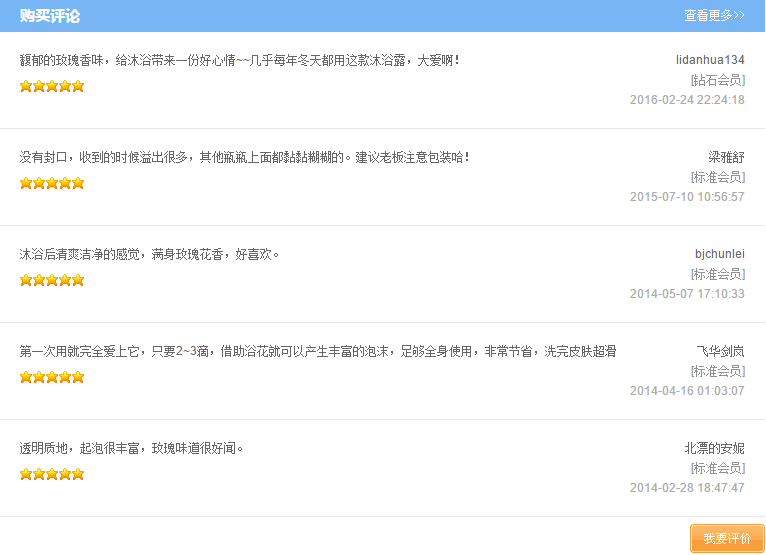 购买评论
查看更多>>
馥郁的玫瑰香味，给沐浴带来一份好心情~~几乎每年冬天都用这款沐浴露，大爱啊！
lidanhua134
[钻石会员]
2016-02-24 22:24:18
没有封口，收到的时候溢出很多，其他瓶瓶上面都黏黏糊糊的。建议老板注意包装哈！
梁雅舒
[标准会员]
2015-07-10 10:56:57
沐浴后清爽洁净的感觉，满身玫瑰花香，好喜欢。
bjchunlei
[标准会员]
2014-05-07 17:10:33
第一次用就完全爱上它，只要2~3滴，借助浴花就可以产生丰富的泡沫，足够全身使用，非常节省，洗完皮肤超滑
飞华剑岚
[标准会员]
2014-04-16 01:03:07
透明质地，起泡很丰富，玫瑰味道很好闻。
北漂的安妮
[标准会员]
2014-02-28 18:47:47
我要评价